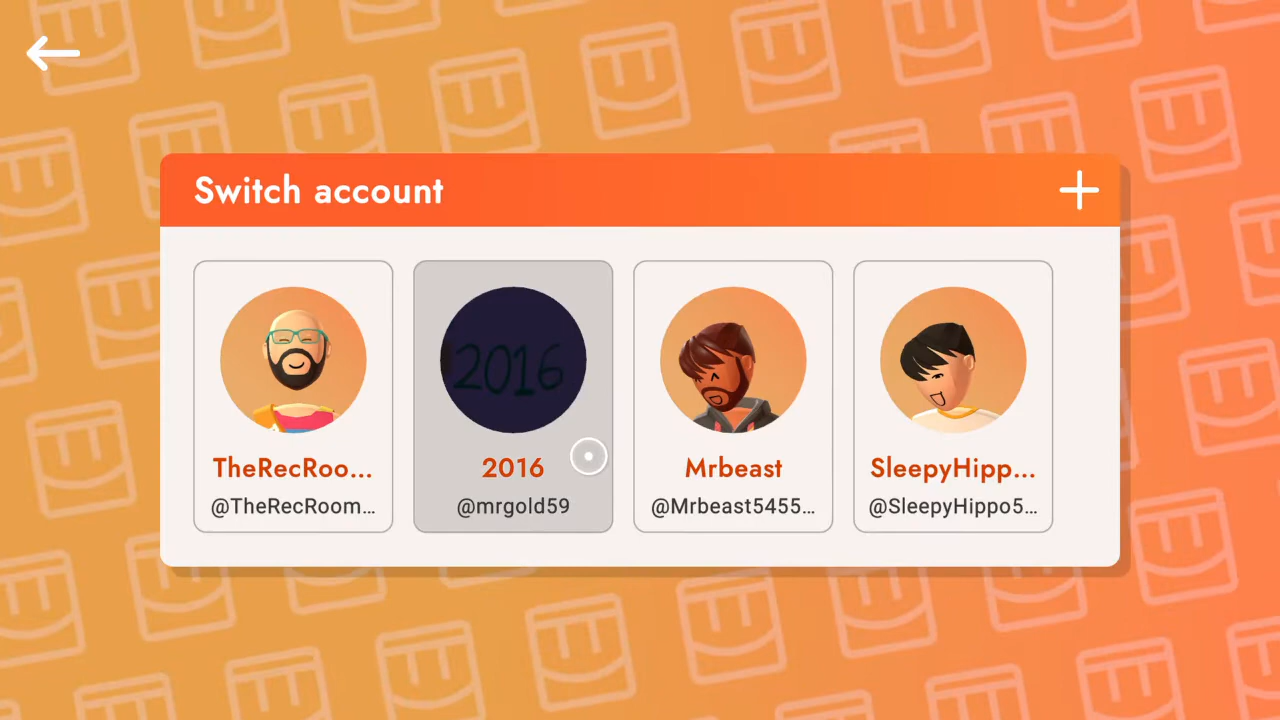 Switch account
2016
TheRecRoo...
2016
Mrbeast
SleepyHipp...
@TheRecRoom...
@mrgold59
@Mrbeast5455...
@SleepyHippo5...